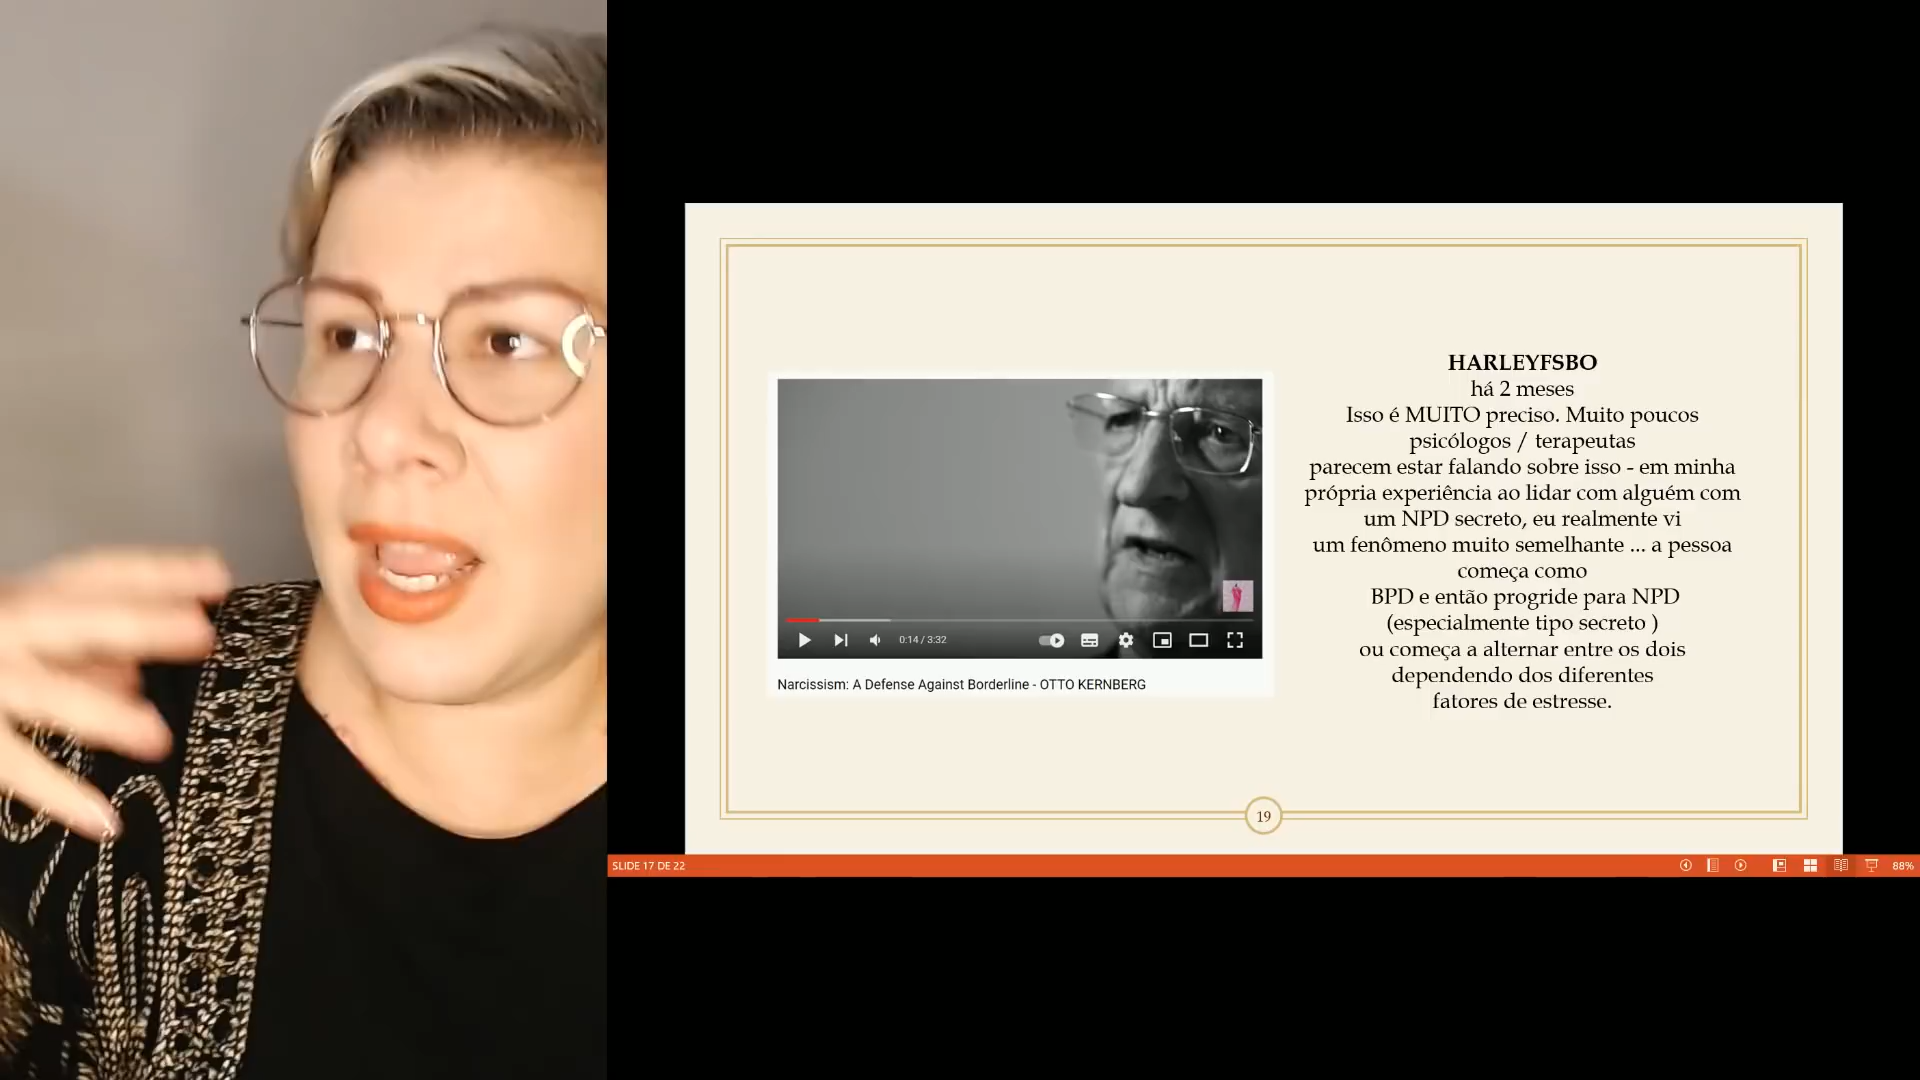 HARLEYFSBO
há 2 meses
Isso é MUITO preciso. Muito poucos
psicólogos / terapeutas
parecem estar falando sobre isso - em minha
própria experiência ao lidar com alguém com
um NPD secreto, eu realmente vi
um fenômeno muito semelhante ... a pessoa
começa como
BPD e então progride para NPD
(especialmente tipo secreto )
ou começa a alternar entre os dois
dependendo dos diferentes
fatores de estresse.
0:14 / 3:32
Narcissism: A Defense Against Borderline - OTTO KERNBERG
19
SLIDE 17 DE 22
88%